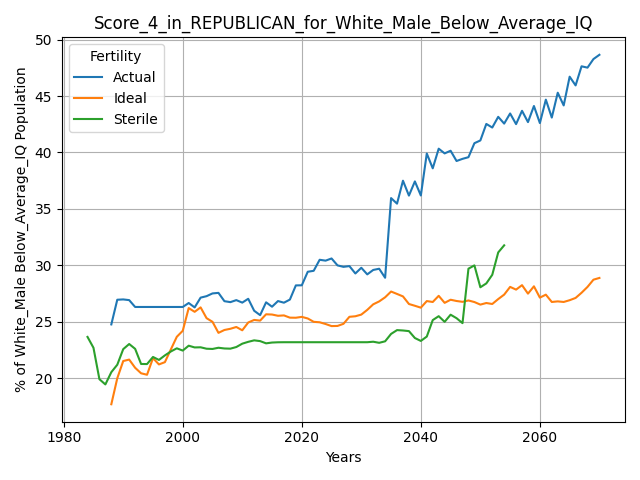 Score_4_in_REPUBLICAN_for_White_Male_Below_Average_IQ
% of White_Male Below_Average_IQ Population
50
45
40
35
30
25
20
Fertility
Actual
Ideal
Sterile
1980 2000 2020 2040 2060
Years